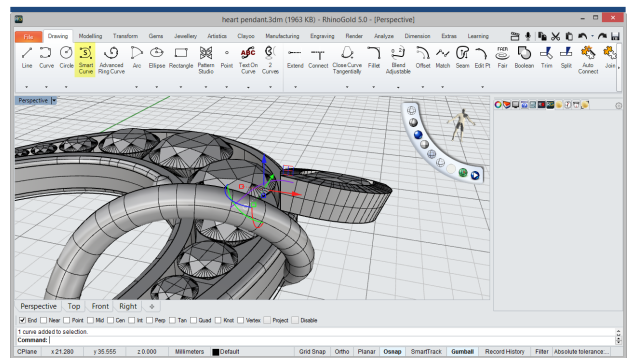 heart pendant.3dm (1963 KB) - RhinoGold 5.0 - [Perspective]
File Drawing Modelling Transform Gems Jewellery Artistics Clayoo Manufacturing Engraving Render Analyze Dimension Extras Learning
Line Curve Circle Smart Curve Advanced Ring Curve Arc Ellipse Rectangle Pattern Studio Point Text On Curve 2 Curves Extend Connect Close Curve Tangentially Fillet Blend Adjustable Offset Match Seam Edit Pt Fair Boolean Trim Split Auto Connect Join
Perspective
Perspective Top Front Right
End Near Point Mid Cen Int Perp Tan Quad Knot Vertex Project Disable
1 curve added to selection.
Command:
CPlane x 21.280 y 35.555 z 0.000 Millimeters Default Grid Snap Ortho Planar Osnap SmartTrack Gumball Record History Filter Absolute tolerance:...